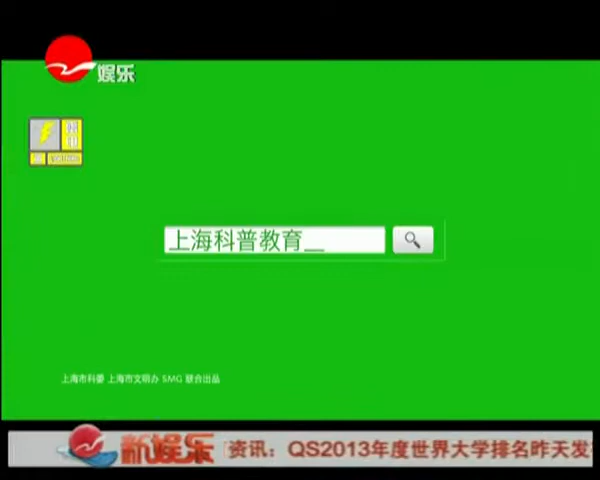 娱乐
上海科普教育__
上海市科委 上海市文明办 SMG 联合出品
新娱乐
资讯：QS2013年度世界大学排名昨天发